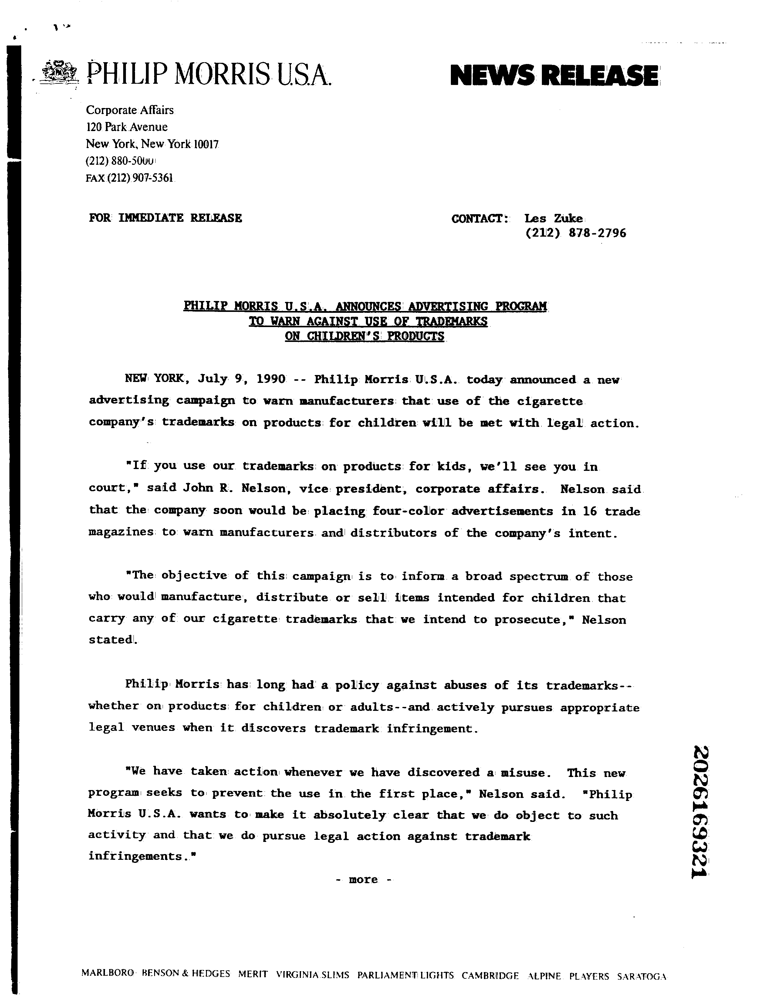 PHILIP MORRIS U.S.A.
NEWS RELEASE
Corporate Affairs
120 Park Avenue
New York, New York 10017
(212) 880-5000
FAX (212) 907-5361
FOR IMMEDIATE RELEASE
CONTACT: Les Zuke
(212) 878-2796
PHILIP MORRIS U.S.A. ANNOUNCES ADVERTISING PROGRAM
TO WARN AGAINST USE OF TRADEMARKS
ON CHILDREN'S PRODUCTS
NEW YORK, July 9, 1990 -- Philip Morris U.S.A. today announced a new
advertising campaign to warn manufacturers that use of the cigarette
company's trademarks on products for children will be met with legal action.
"If you use our trademarks on products for kids, we'll see you in
court," said John R. Nelson, vice president, corporate affairs. Nelson said
that the company soon would be placing four-color advertisements in 16 trade
magazines to warn manufacturers and distributors of the company's intent.
"The objective of this campaign is to inform a broad spectrum of those
who would manufacture, distribute or sell items intended for children that
carry any of our cigarette trademarks that we intend to prosecute," Nelson
stated.
Philip Morris has long had a policy against abuses of its trademarks--
whether on products for children or adults--and actively pursues appropriate
legal venues when it discovers trademark infringement.
"We have taken action whenever we have discovered a misuse. This new
program seeks to prevent the use in the first place," Nelson said. "Philip
Morris U.S.A. wants to make it absolutely clear that we do object to such
activity and that we do pursue legal action against trademark
infringements."
- more -
2026169321
MARLBORO BENSON & HEDGES MERIT VIRGINIA SLIMS PARLIAMENT LIGHTS CAMBRIDGE ALPINE PLAYERS SARATOGA